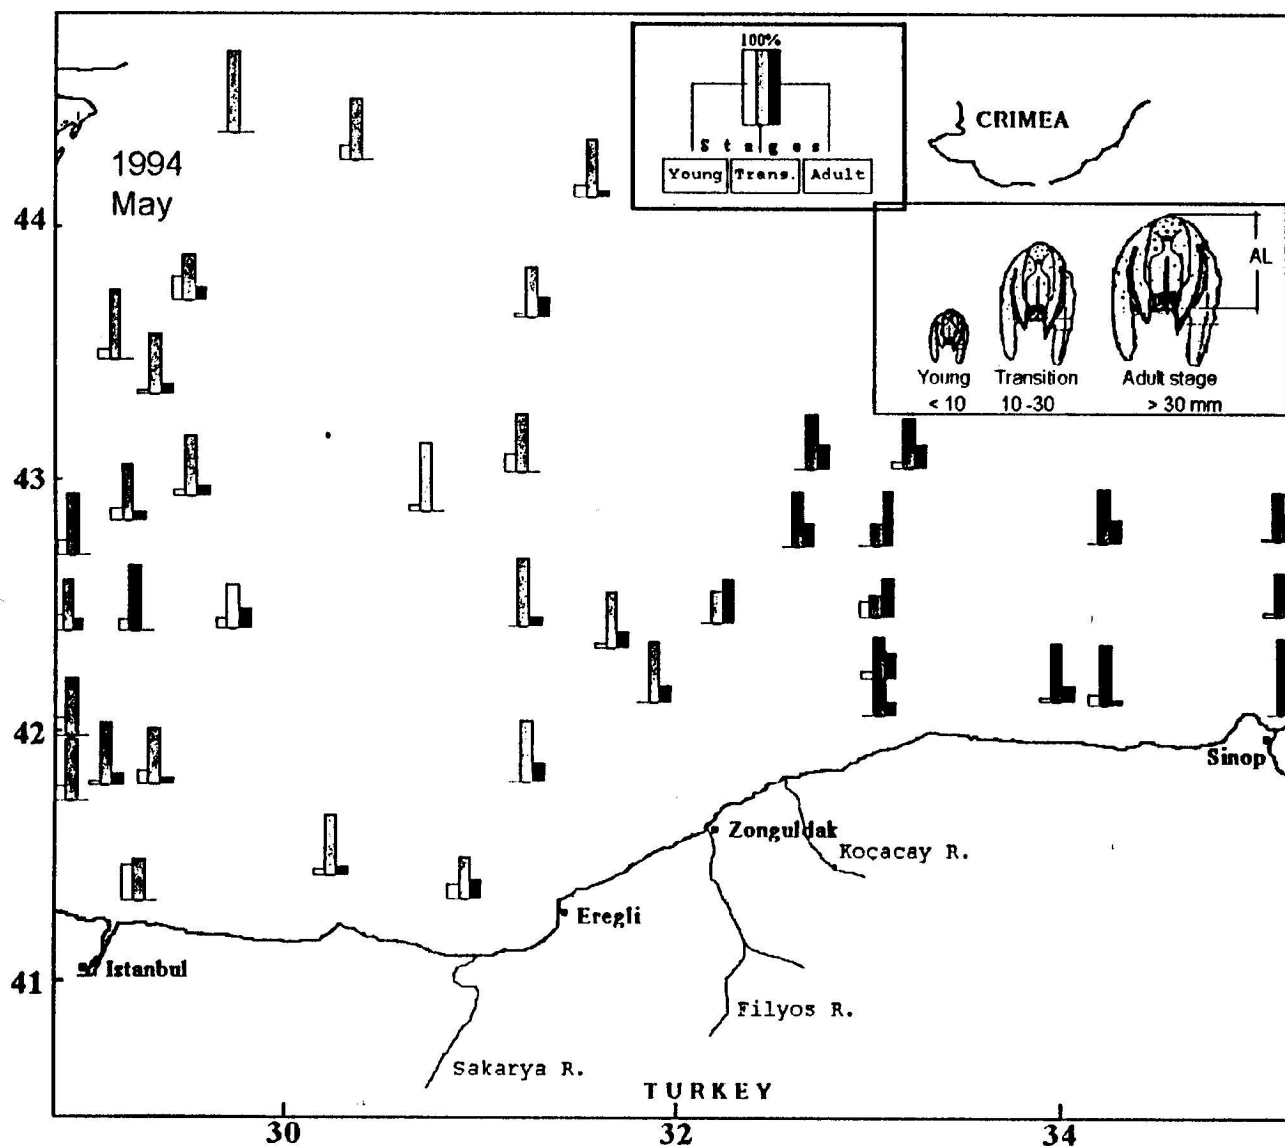 100%
CRIMEA
Stages
Young Trans. Adult
1994
May
44
AL
Young Transition Adult stage
< 10 10-30 > 30 mm
43
42
Sinop
Zonguldak
Koçacay R.
Eregli
Istanbul
41
Filyos R.
Sakarya R.
TURKEY
30 32 34